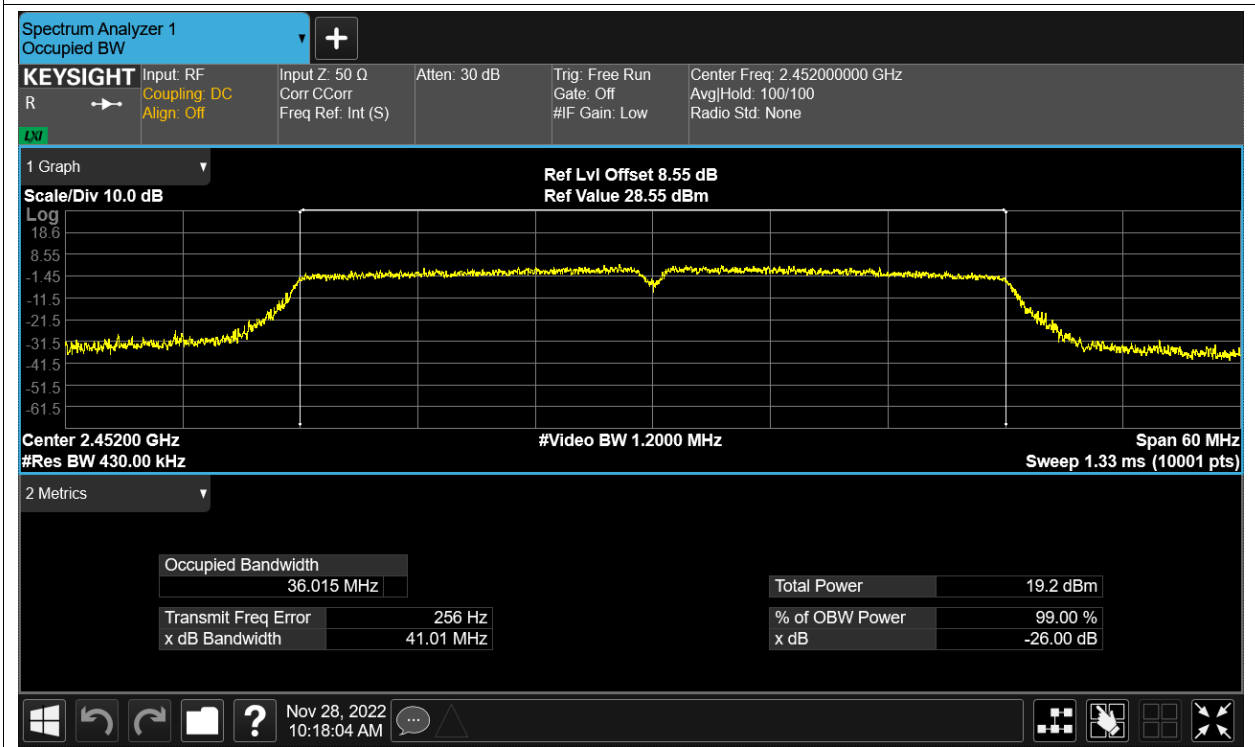 Spectrum Analyzer 1
Occupied BW
KEYSIGHT
R
LXI
Input: RF
Coupling: DC
Align: Off
Input Z: 50 Ω
Corr CCorr
Freq Ref: Int (S)
Atten: 30 dB
Trig: Free Run
Gate: Off
#IF Gain: Low
Center Freq: 2.452000000 GHz
Avg|Hold: 100/100
Radio Std: None
1 Graph
Scale/Div 10.0 dB
Ref Lvl Offset 8.55 dB
Ref Value 28.55 dBm
Log
18.6
8.55
-1.45
-11.5
-21.5
-31.5
-41.5
-51.5
-61.5
Center 2.45200 GHz
#Video BW 1.2000 MHz
Span 60 MHz
#Res BW 430.00 kHz
Sweep 1.33 ms (10001 pts)
2 Metrics
Occupied Bandwidth
36.015 MHz
Total Power 19.2 dBm
Transmit Freq Error 256 Hz
% of OBW Power 99.00 %
x dB Bandwidth 41.01 MHz
x dB -26.00 dB
?
Nov 28, 2022
10:18:04 AM